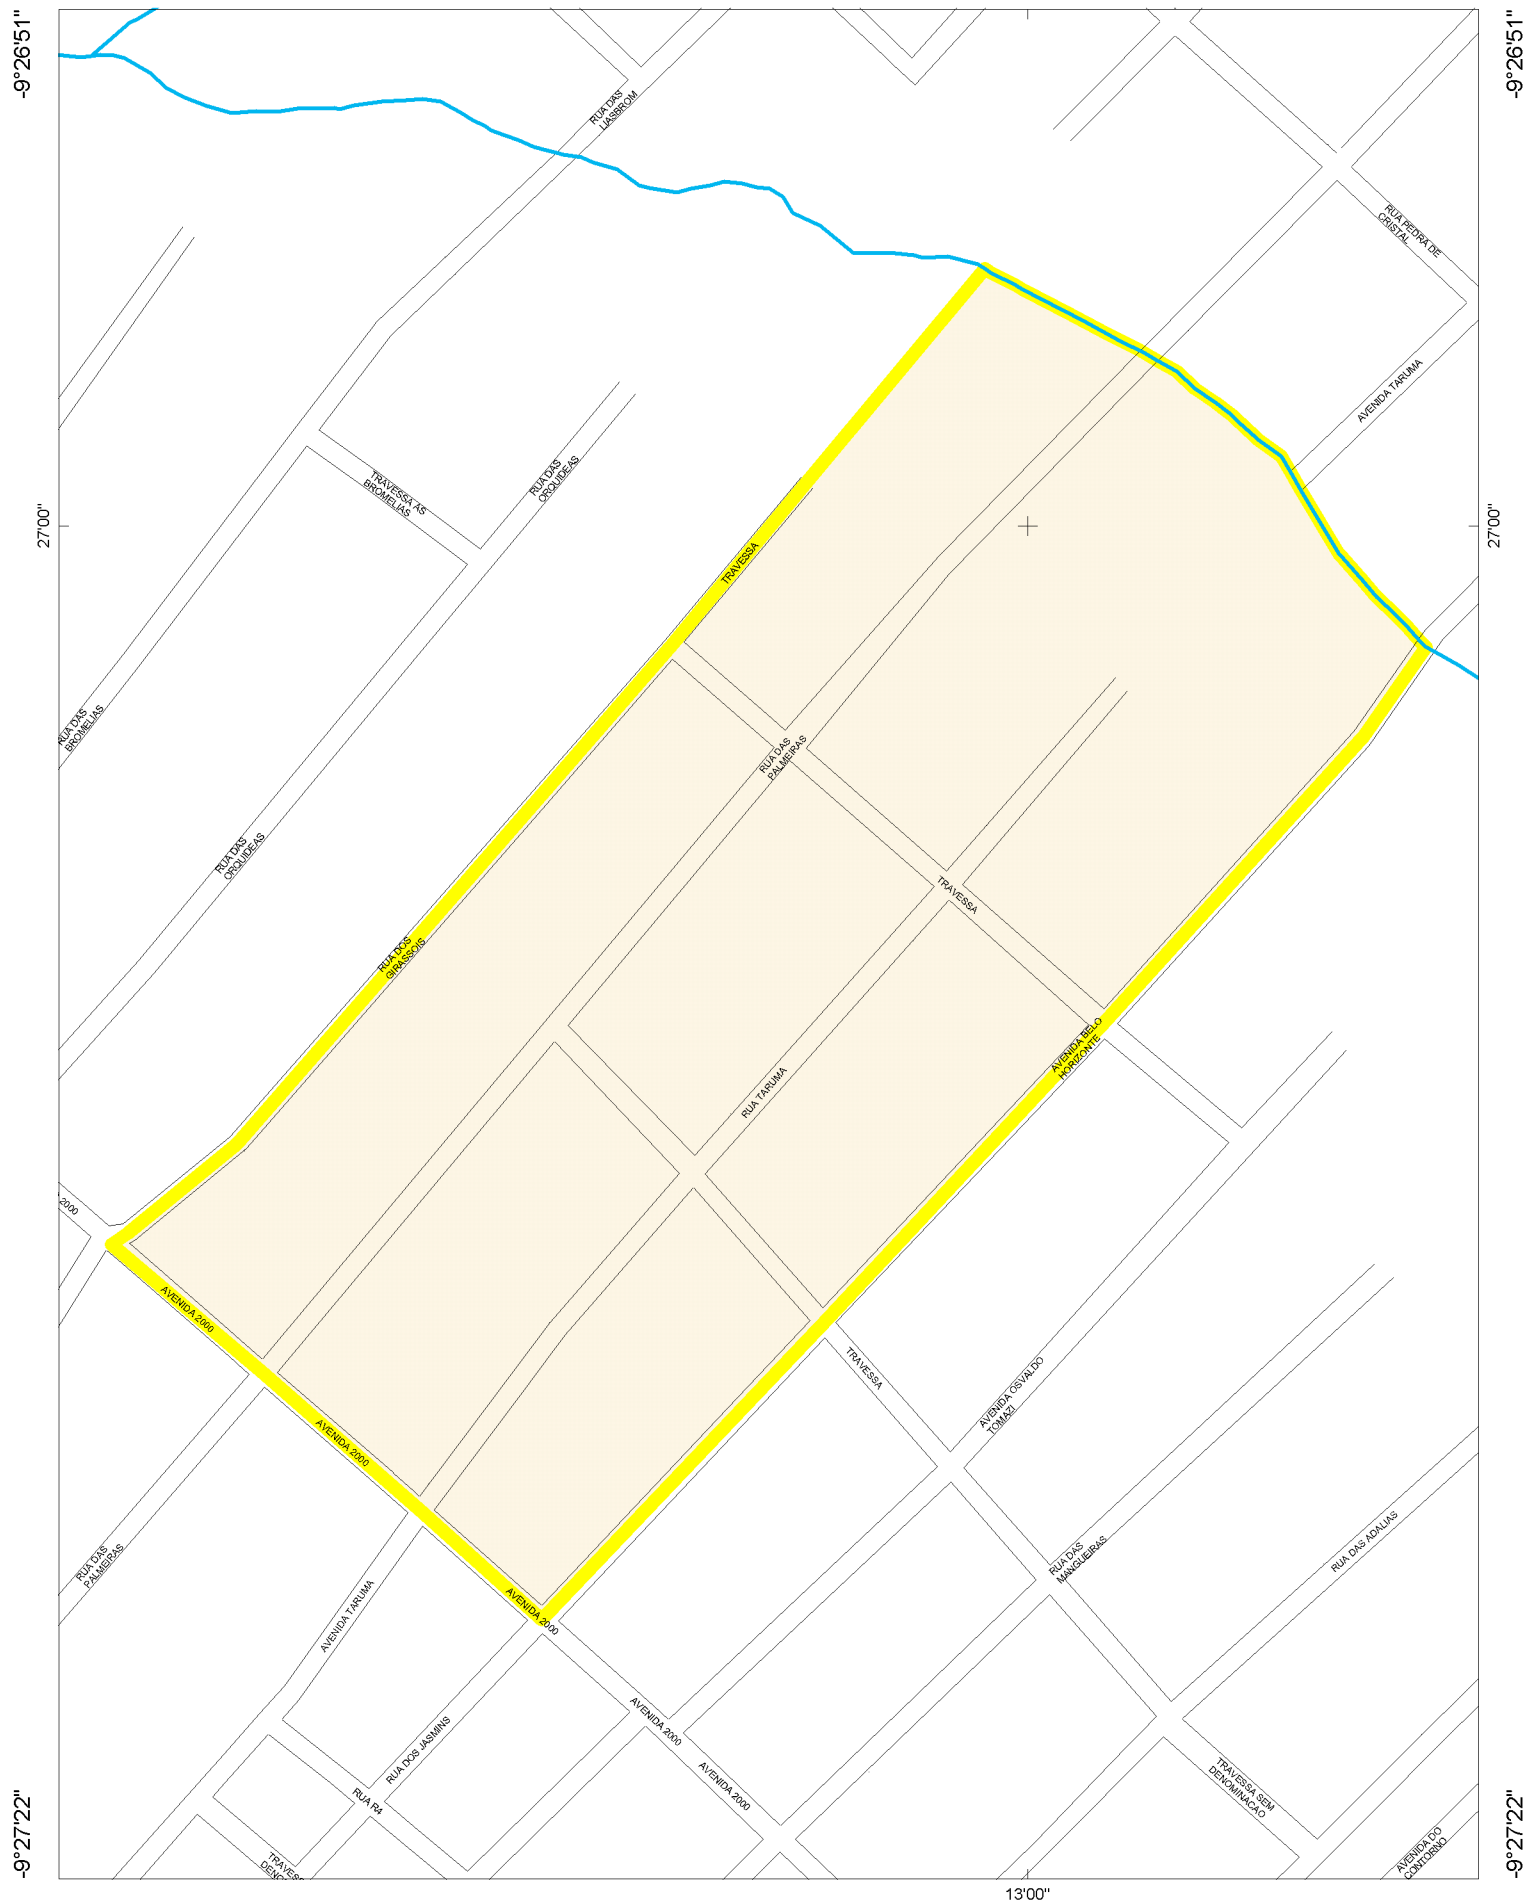 -9°26'51"
-9°26'51"
RUA DAS
LIASBROM
RUA PEDRA DE
CRISTAL
AVENIDA TARUMA
TRAVESSA AS
BROMELIAS
RUA DAS
ORQUIDEAS
27'00"
27'00"
TRAVESSA
RUA DAS
BROMELIAS
RUA DAS
PALMEIRAS
RUA DAS
ORQUIDEAS
TRAVESSA
RUA DOS
GIRASSOIS
AVENIDA BELO
HORIZONTE
RUA TARUMA
2000
AVENIDA 2000
TRAVESSA
AVENIDA OSVALDO
TOMAZI
AVENIDA 2000
RUA DAS
PALMEIRAS
RUA DAS
MANGUEIRAS
RUA DAS ADALIAS
AVENIDA TARUMA
AVENIDA 2000
AVENIDA 2000
RUA DOS JASMINS
AVENIDA 2000
RUA R4
TRAVESSA SEM
DENOMINACAO
AVENIDA DO
CONTORNO
-9°27'22"
-9°27'22"
13'00"